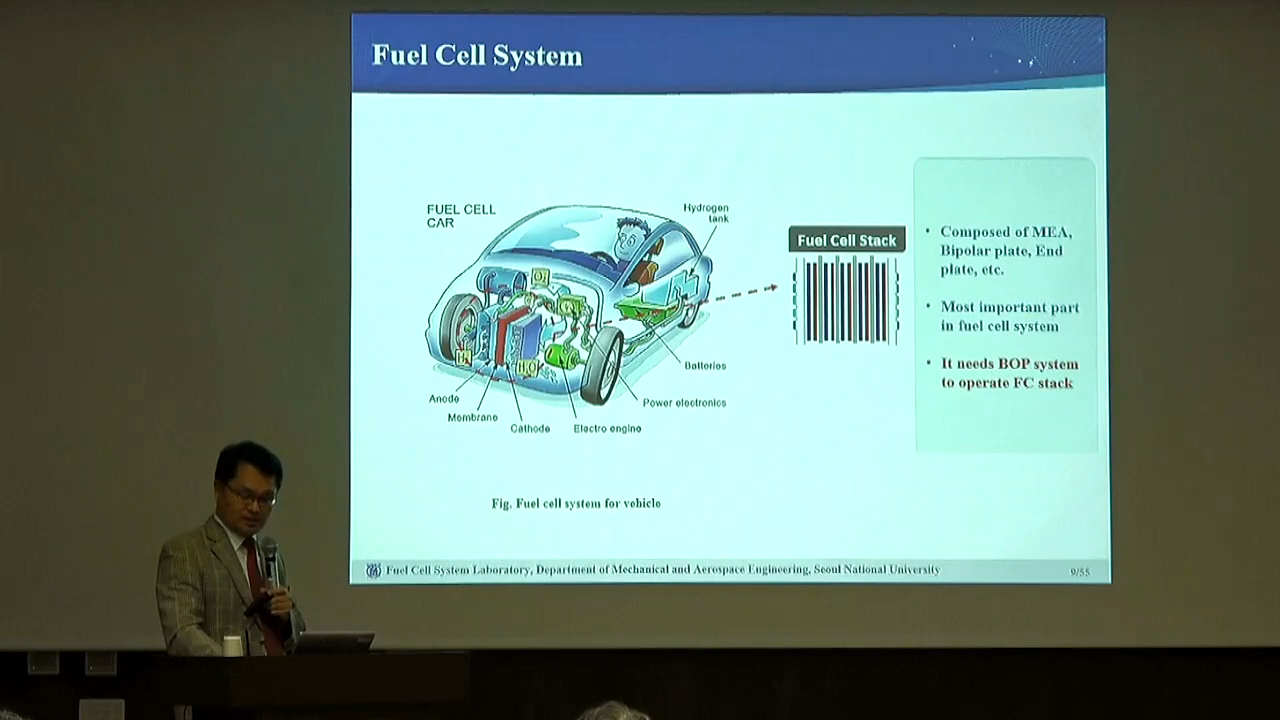 Fuel Cell System
FUEL CELL
CAR
Hydrogen
tank
O₂
H₂
H₂O
Anode
Membrane
Cathode
Electro engine
Power electronics
Batteries
Fuel Cell Stack
• Composed of MEA,
Bipolar plate, End
plate, etc.
• Most important part
in fuel cell system
• It needs BOP system
to operate FC stack
Fig. Fuel cell system for vehicle
Fuel Cell System Laboratory, Department of Mechanical and Aerospace Engineering, Seoul National University
9/55